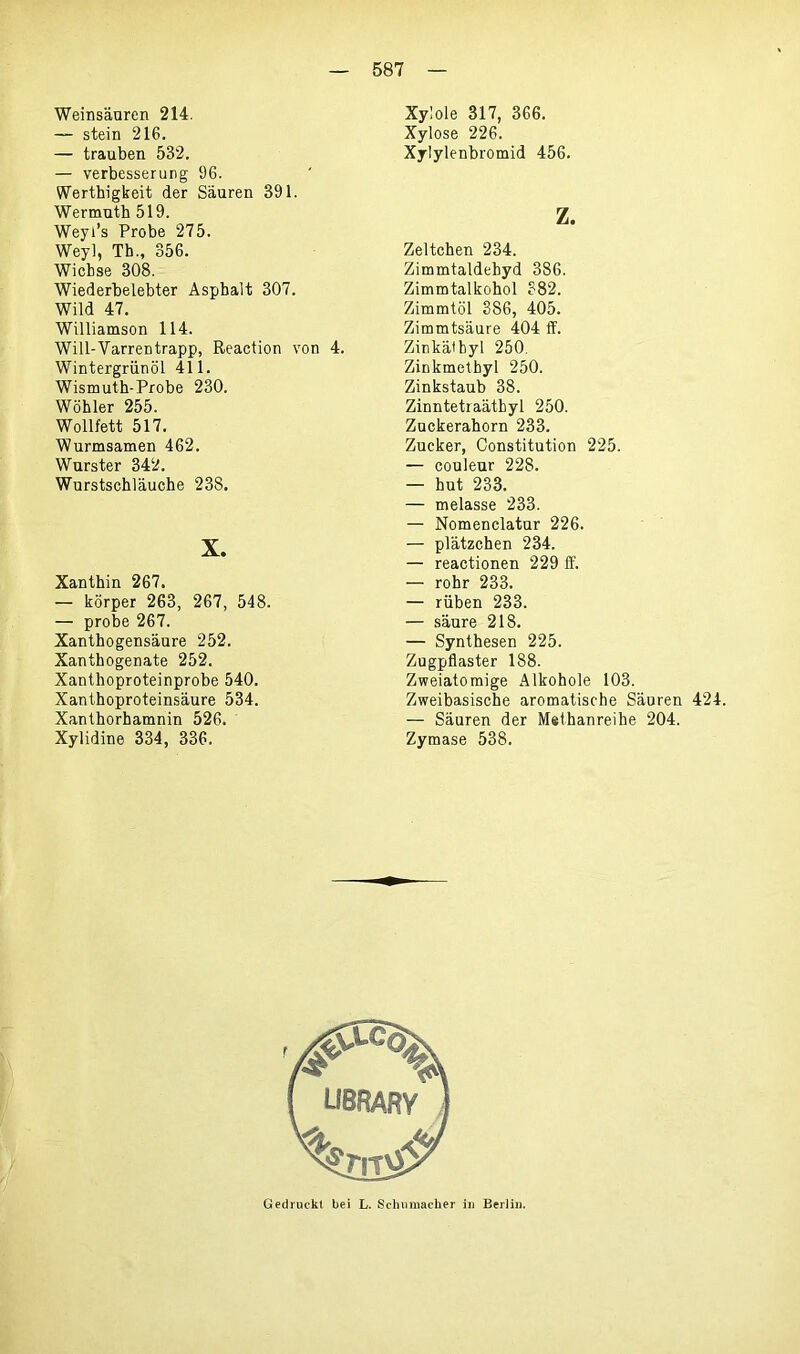 — 587 —
Weinsäuren 214.
— stein 216.
— trauben 532.
— verbesserung 96.
Werthigkeit der Säuren 391.
Wermuth 519.
Weyl's Probe 275.
Weyl, Th., 356.
Wichse 308.
Wiederbelebter Asphalt 307.
Wild 47.
Williamson 114.
Will-Varrentrapp, Reaction von 4.
Wintergrünöl 411.
Wismuth-Probe 230.
Wöhler 255.
Wollfett 517.
Wurmsamen 462.
Wurster 342.
Wurstschläuche 238.
X.
Xanthin 267.
— körper 263, 267, 548.
— probe 267.
Xanthogensäure 252.
Xanthogenate 252.
Xanthoproteinprobe 540.
Xanthoproteinsäure 534.
Xanthorhamnin 526.
Xylidine 334, 336.
Xylole 317, 366.
Xylose 226.
Xylylenbromid 456.
Z.
Zeltchen 234.
Zimmtaldehyd 386.
Zimmtalkohol 382.
Zimmtöl 386, 405.
Zimmtsäure 404 ff.
Zinkäthyl 250.
Zinkmethyl 250.
Zinkstaub 38.
Zinntetraäthyl 250.
Zuckerahorn 233.
Zucker, Constitution 225.
— couleur 228.
— hut 233.
— melasse 233.
— Nomenclatur 226.
— plätzchen 234.
— reactionen 229 ff.
— rohr 233.
— rüben 233.
— säure 218.
— Synthesen 225.
Zugpflaster 188.
Zweiatomige Alkohole 103.
Zweibasische aromatische Säuren 424.
— Säuren der Methanreihe 204.
Zymase 538.
WELLCOME
LIBRARY
INSTITUTE
Gedruckt bei L. Schumacher in Berlin.